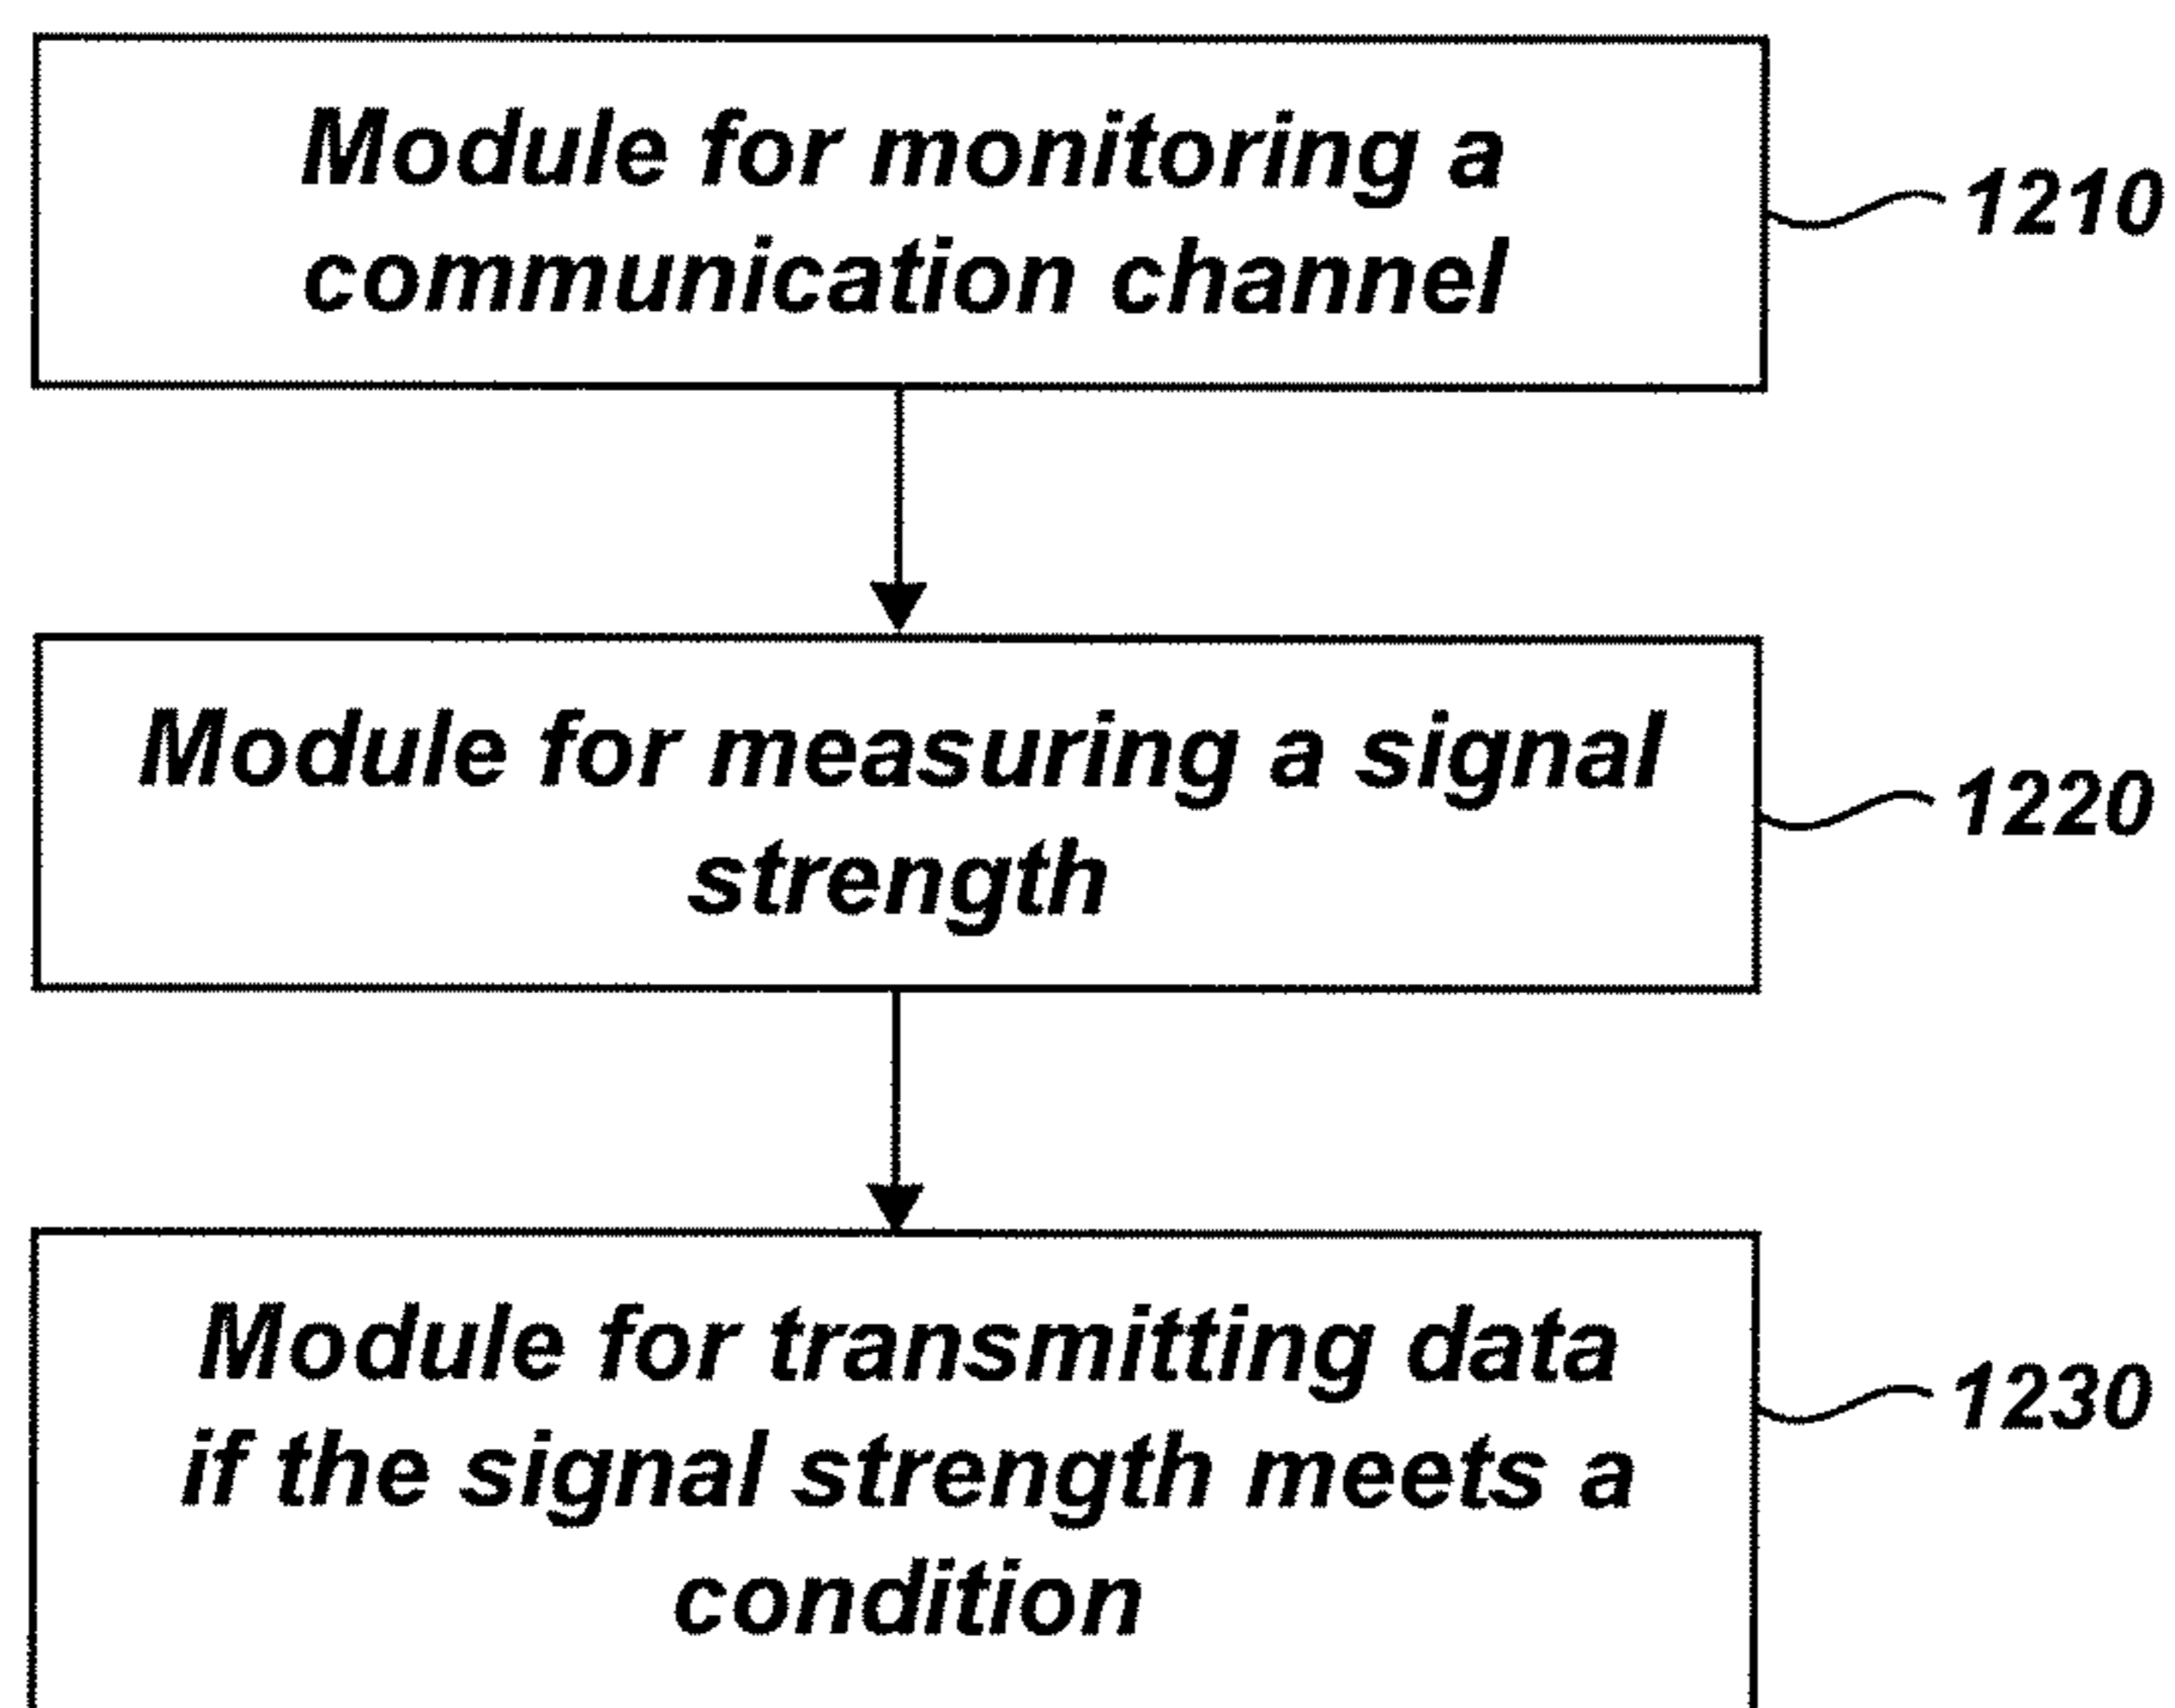 Module for monitoring a
communication channel
1210
Module for measuring a signal
strength
1220
Module for transmitting data
if the signal strength meets a
condition
1230